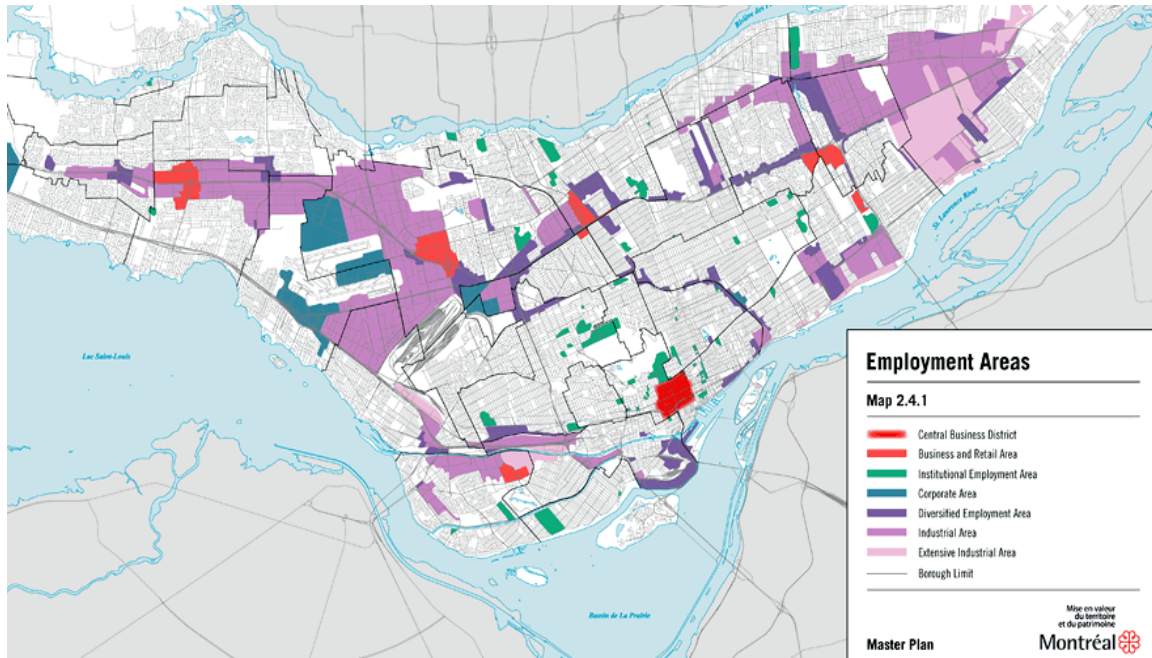 Rivière des
St. Lawrence River
Lac Saint-Louis
Bassin de La Prairie
Employment Areas
Map 2.4.1
Central Business District
Business and Retail Area
Institutional Employment Area
Corporate Area
Diversified Employment Area
Industrial Area
Extensive Industrial Area
Borough Limit
Mise en valeur
du territoire
et du patrimoine
Master Plan
Montréal